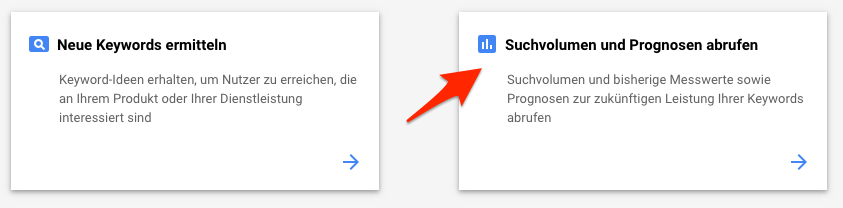 Neue Keywords ermitteln
Keyword-Ideen erhalten, um Nutzer zu erreichen, die
an Ihrem Produkt oder Ihrer Dienstleistung
interessiert sind
Suchvolumen und Prognosen abrufen
Suchvolumen und bisherige Messwerte sowie
Prognosen zur zukünftigen Leistung Ihrer Keywords
abrufen